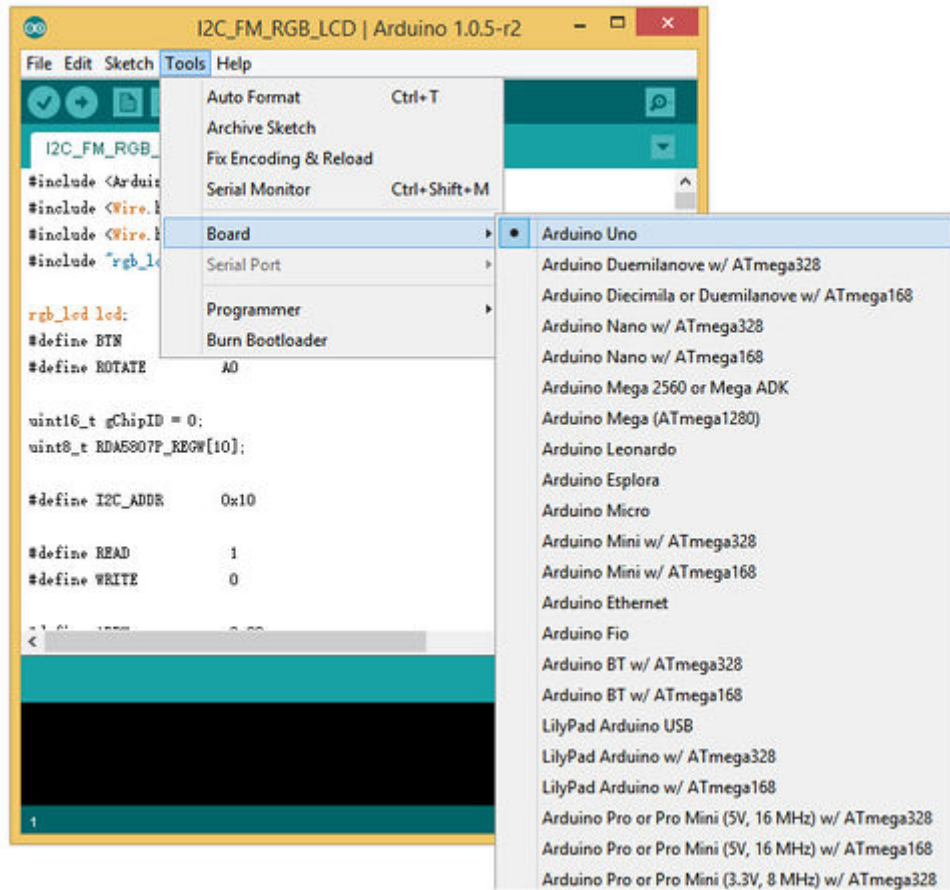 I2C_FM_RGB_LCD | Arduino 1.0.5-r2
File Edit Sketch Tools Help
Auto Format Ctrl+T
Archive Sketch
Fix Encoding & Reload
Serial Monitor Ctrl+Shift+M
Board
Serial Port
Programmer
Burn Bootloader
I2C_FM_RGB_
#include <Arduin
#include <Wire.h
#include <Wire.h
#include "rgb_lc
rgb_lcd lcd;
#define BTN
#define ROTATE A0
uint16_t gChipID = 0;
uint8_t RDA5807P_REGW[10];
#define I2C_ADDR 0x10
#define READ 1
#define WRITE 0
1
Arduino Uno
Arduino Duemilanove w/ ATmega328
Arduino Diecimila or Duemilanove w/ ATmega168
Arduino Nano w/ ATmega328
Arduino Nano w/ ATmega168
Arduino Mega 2560 or Mega ADK
Arduino Mega (ATmega1280)
Arduino Leonardo
Arduino Esplora
Arduino Micro
Arduino Mini w/ ATmega328
Arduino Mini w/ ATmega168
Arduino Ethernet
Arduino Fio
Arduino BT w/ ATmega328
Arduino BT w/ ATmega168
LilyPad Arduino USB
LilyPad Arduino w/ ATmega328
LilyPad Arduino w/ ATmega168
Arduino Pro or Pro Mini (5V, 16 MHz) w/ ATmega328
Arduino Pro or Pro Mini (5V, 16 MHz) w/ ATmega168
Arduino Pro or Pro Mini (3.3V, 8 MHz) w/ ATmega328